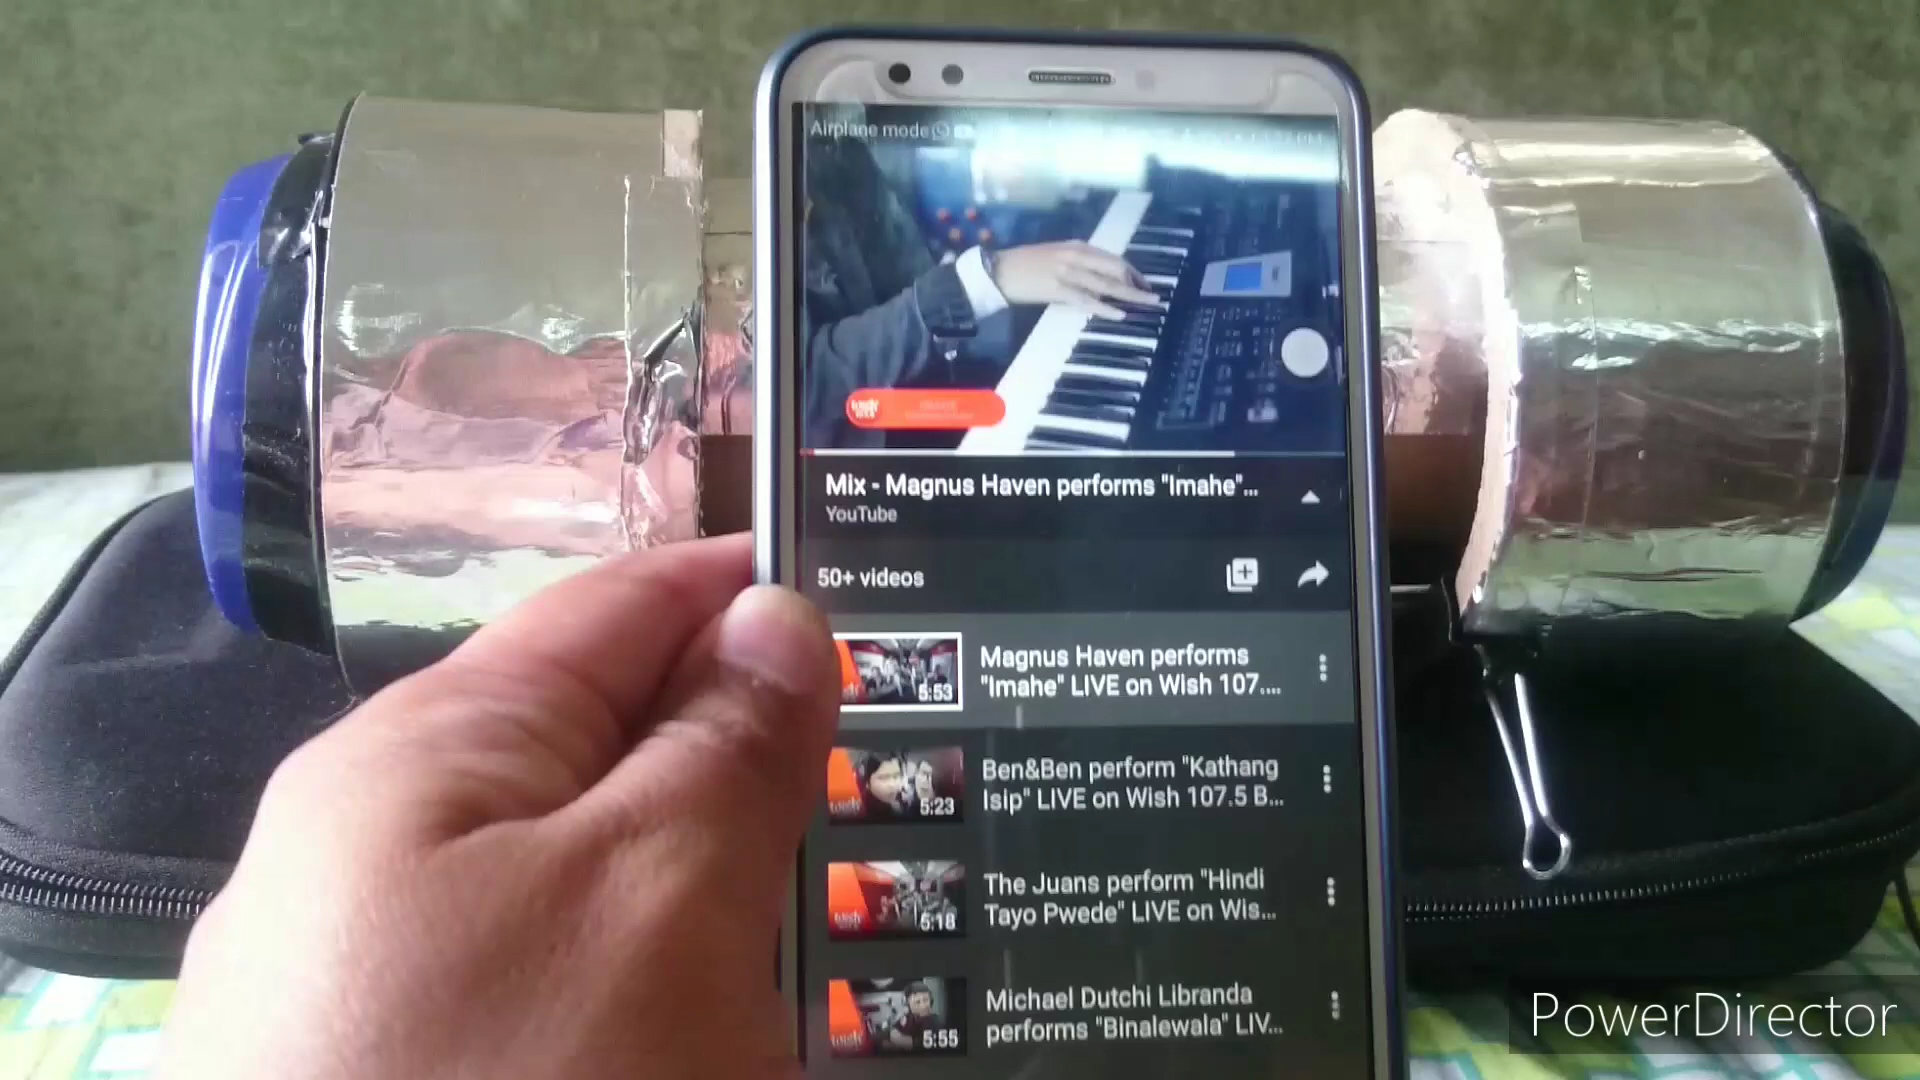 Airplane mode
Mix - Magnus Haven performs "Imahe"...
YouTube
50+ videos
5:53
Magnus Haven performs
"Imahe" LIVE on Wish 107....
5:23
Ben&Ben perform "Kathang
Isip" LIVE on Wish 107.5 B...
5:18
The Juans perform "Hindi
Tayo Pwede" LIVE on Wis...
5:55
Michael Dutchi Libranda
performs "Binalewala" LIV...
PowerDirector